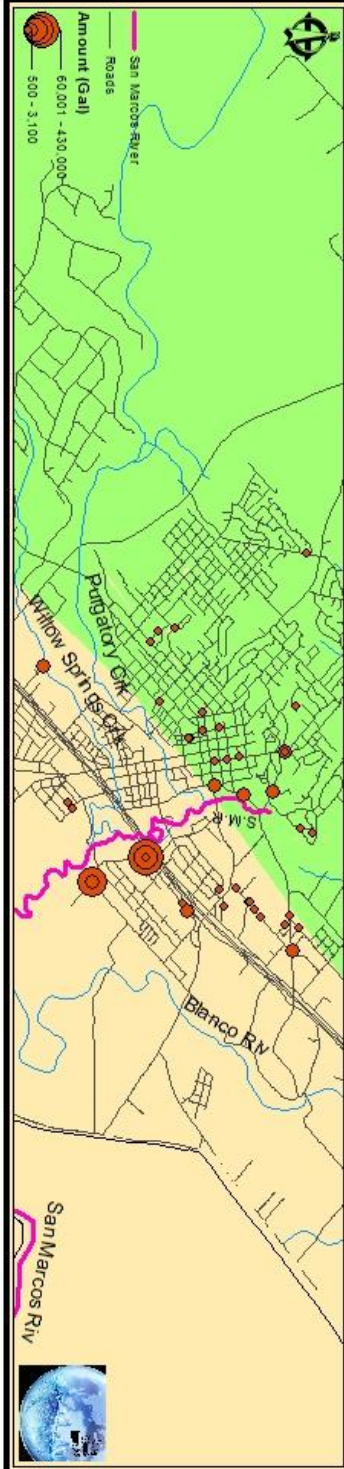 San Marcos River
Roads
Amount (Gal)
60,001 - 430,000
500 - 3,100
Purgatory Crk
Willow Springs Crk
S.M.R.
Blanco Riv
San Marcos Riv